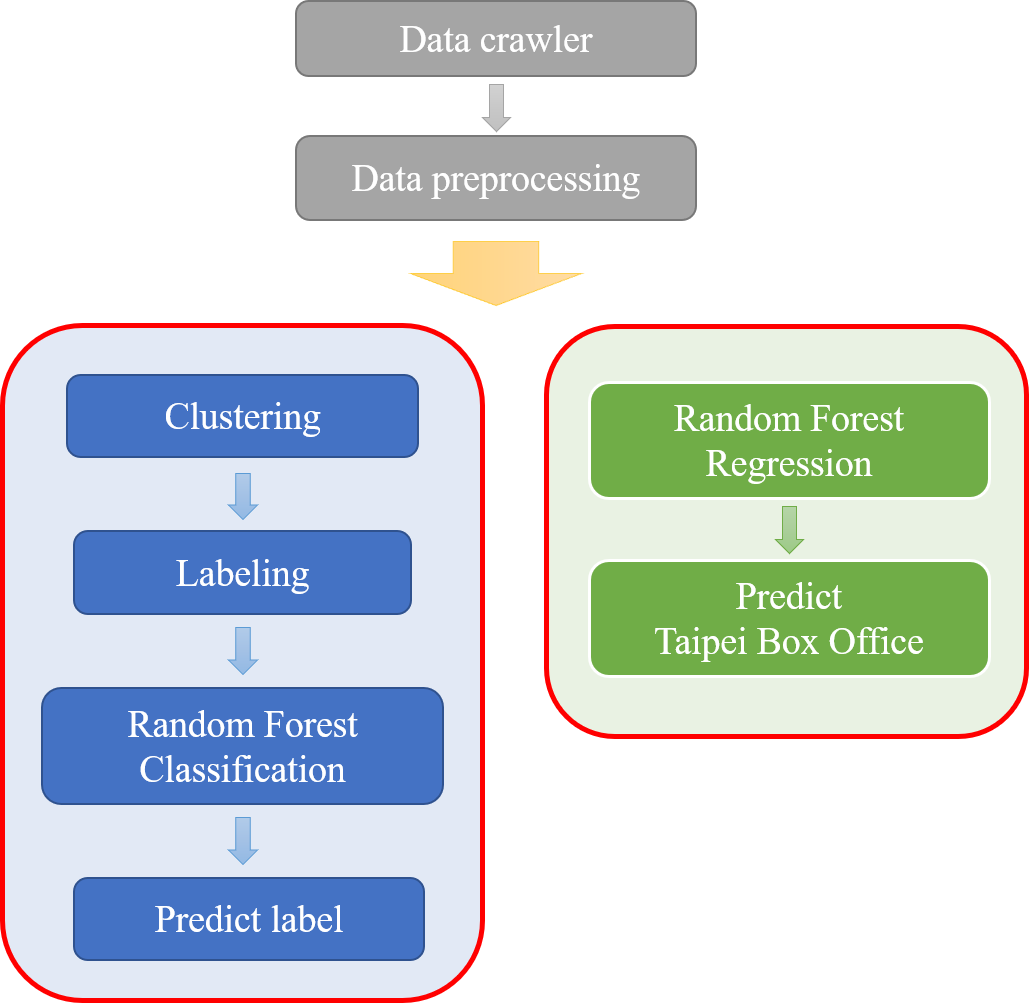 Data crawler
Data preprocessing
Clustering
Labeling
Random Forest
Classification
Predict label
Random Forest
Regression
Predict
Taipei Box Office